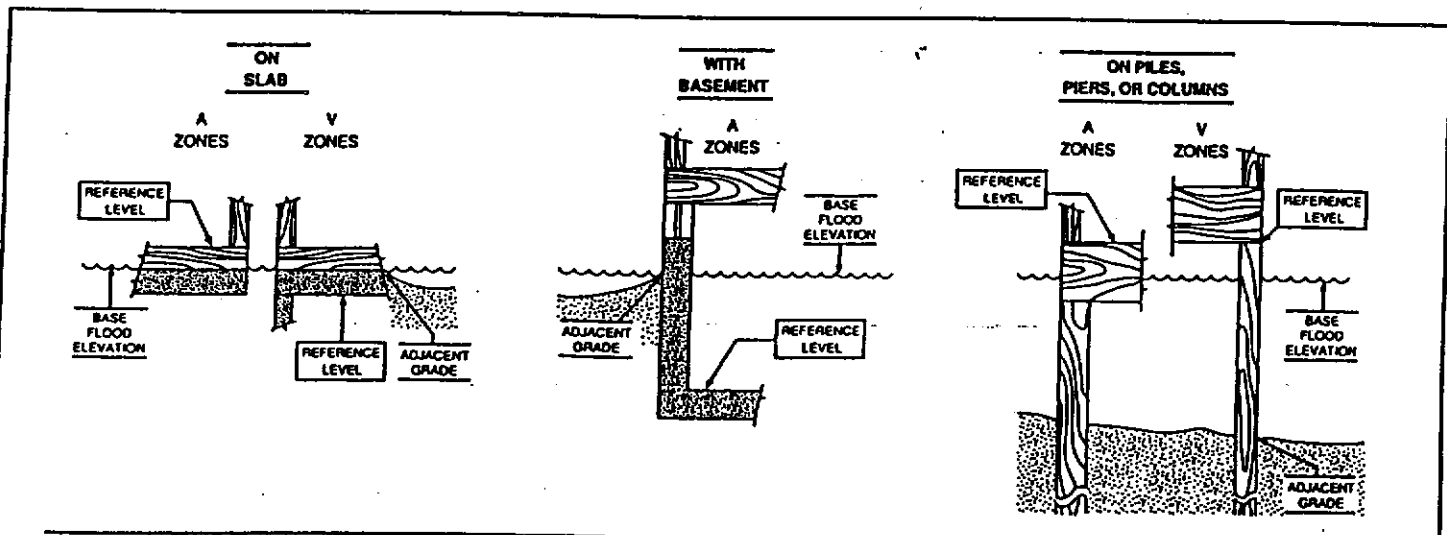 ON
SLAB
A
ZONES
V
ZONES
REFERENCE
LEVEL
BASE
FLOOD
ELEVATION
REFERENCE
LEVEL
ADJACENT
GRADE
WITH
BASEMENT
A
ZONES
BASE
FLOOD
ELEVATION
ADJACENT
GRADE
REFERENCE
LEVEL
ON PILES,
PIERS, OR COLUMNS
A
ZONES
V
ZONES
REFERENCE
LEVEL
REFERENCE
LEVEL
BASE
FLOOD
ELEVATION
ADJACENT
GRADE